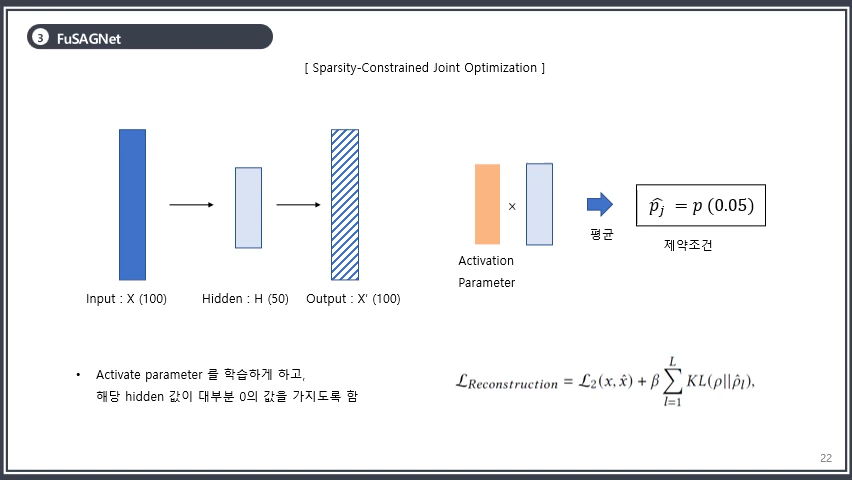 3 FuSAGNet
[ Sparsity-Constrained Joint Optimization ]
Input : X (100)
Hidden : H (50)
Output : X’ (100)
×
Activation
Parameter
평균
$\hat{p_j} = p\,(0.05)$
제약조건
• Activate parameter 를 학습하게 하고,
해당 hidden 값이 대부분 0의 값을 가지도록 함
$\mathcal{L}_{Reconstruction} = \mathcal{L}_2(x, \hat{x}) + \beta \sum_{l=1}^{L} KL(\rho||\hat{\rho}_l),$
22